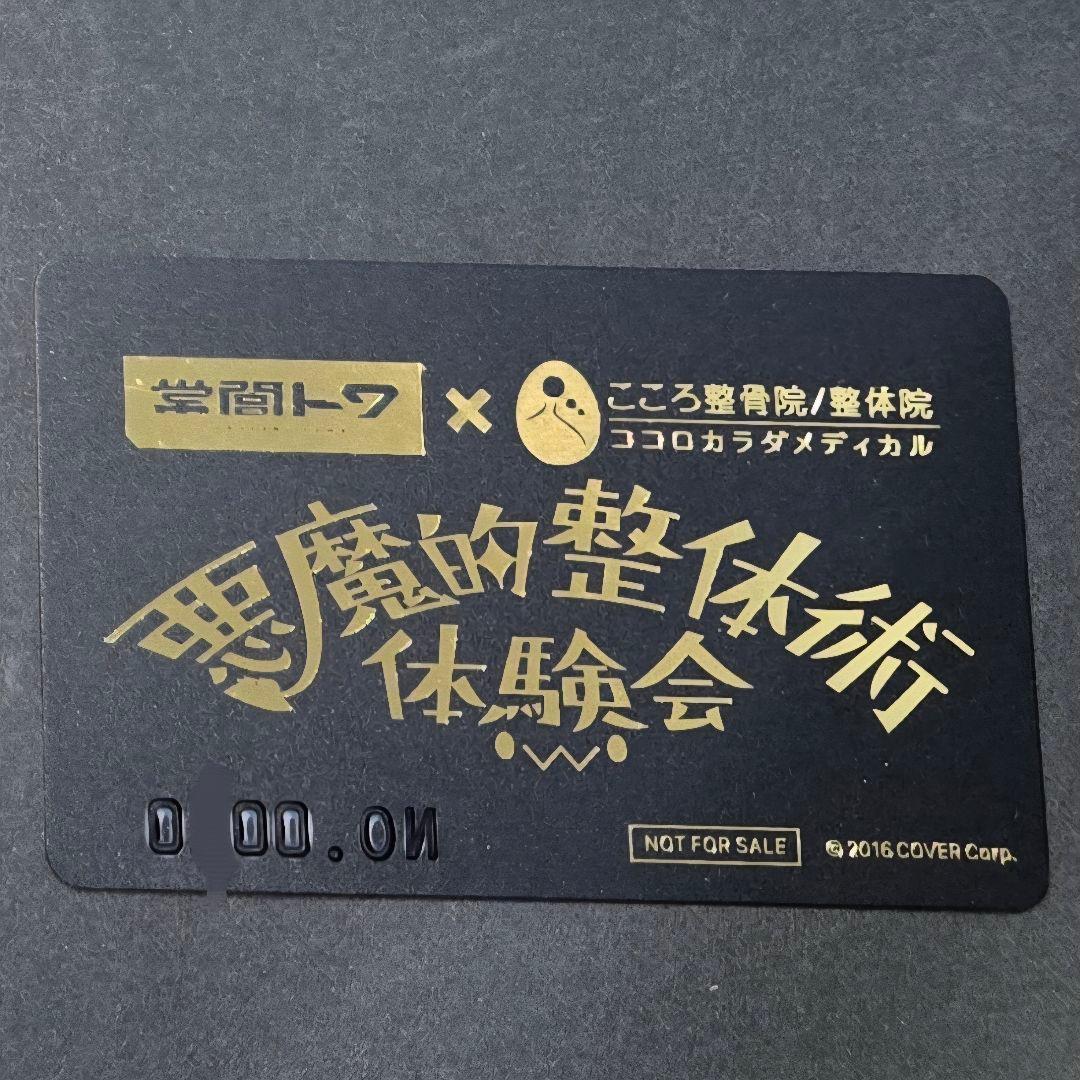 常闇トワ × こころ整骨院/整体院
ココロカラダメディカル
悪魔的整体術
体験会
NOT FOR SALE
© 2016 COVER Corp.